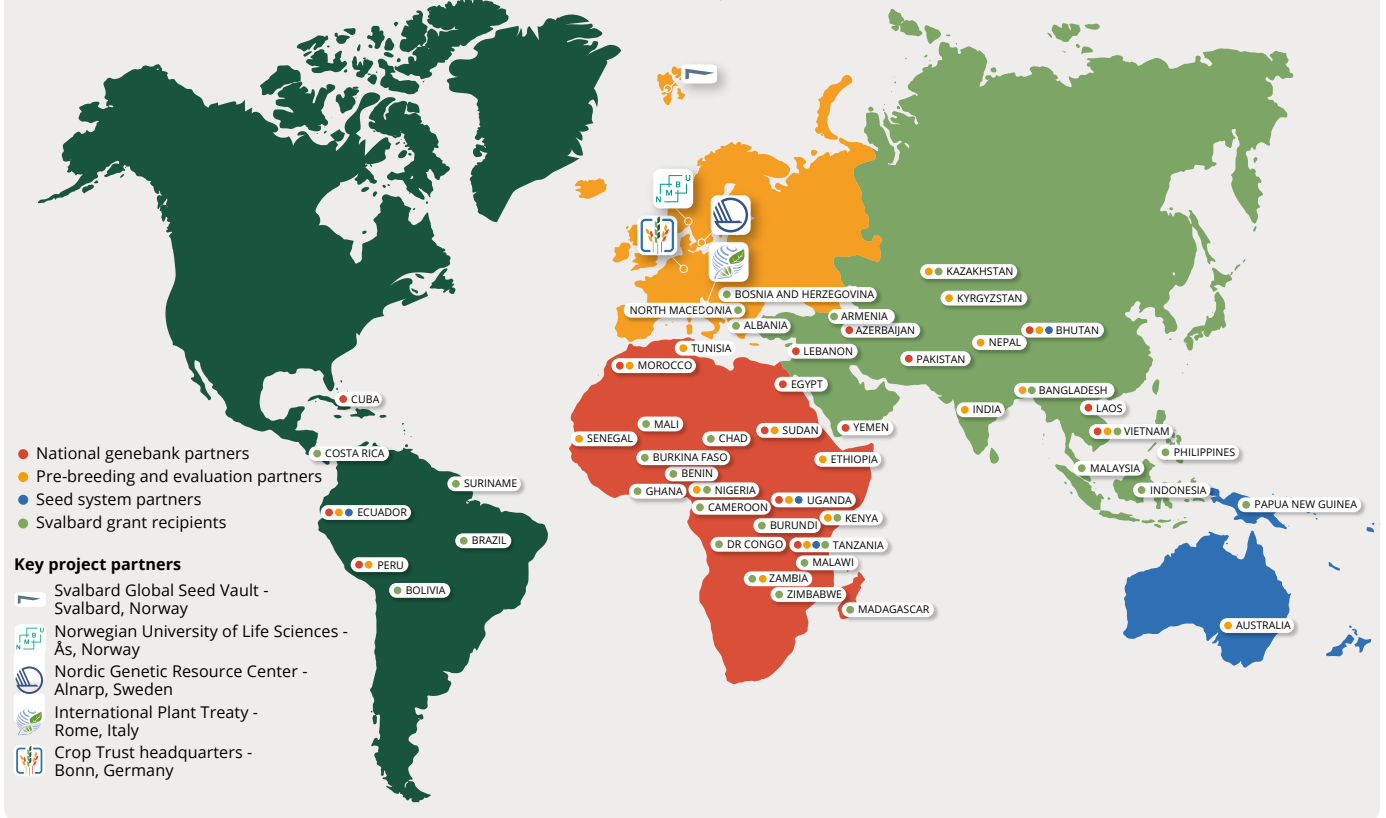 N M B U
KAZAKHSTAN
BOSNIA AND HERZEGOVINA
KYRGYZSTAN
NORTH MACEDONIA
ARMENIA
ALBANIA
AZERBAIJAN
BHUTAN
NEPAL
TUNISIA
LEBANON
PAKISTAN
MOROCCO
EGYPT
BANGLADESH
CUBA
INDIA
LAOS
MALI
SUDAN
YEMEN
VIETNAM
SENEGAL
CHAD
COSTA RICA
PHILIPPINES
BURKINA FASO
ETHIOPIA
MALAYSIA
BENIN
SURINAME
GHANA
NIGERIA
INDONESIA
UGANDA
PAPUA NEW GUINEA
CAMEROON
ECUADOR
KENYA
BURUNDI
BRAZIL
DR CONGO
TANZANIA
PERU
MALAWI
ZAMBIA
BOLIVIA
ZIMBABWE
MADAGASCAR
AUSTRALIA
National genebank partners
Pre-breeding and evaluation partners
Seed system partners
Svalbard grant recipients
Key project partners
Svalbard Global Seed Vault -
Svalbard, Norway
N M B U
Norwegian University of Life Sciences -
Ås, Norway
Nordic Genetic Resource Center -
Alnarp, Sweden
International Plant Treaty -
Rome, Italy
Crop Trust headquarters -
Bonn, Germany